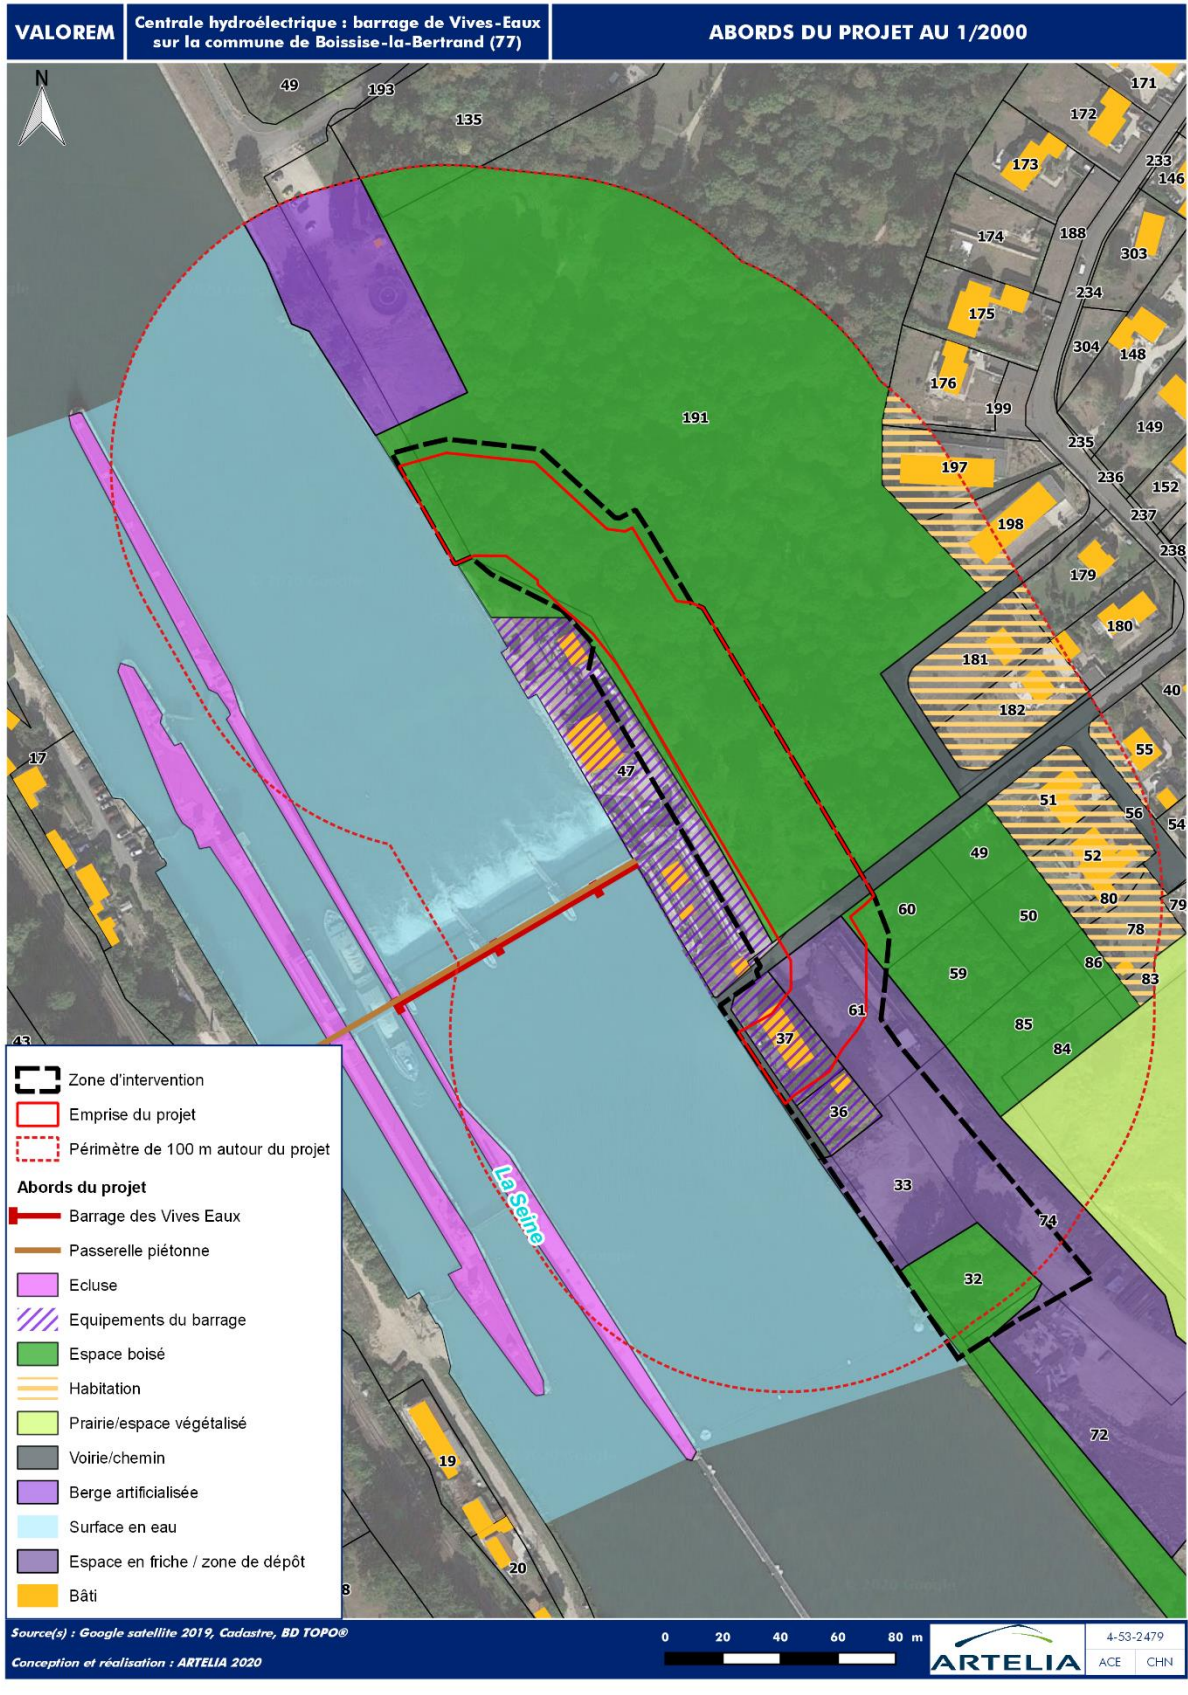 VALOREM
Centrale hydroélectrique : barrage de Vives-Eaux
sur la commune de Boissise-la-Bertrand (77)
ABORDS DU PROJET AU 1/2000
N
49
193
135
171
172
173
233
146
174
188
303
234
175
304
148
176
199
191
149
235
197
236
152
198
237
238
179
180
181
40
182
17
55
47
51
56
54
52
49
80
79
60
50
78
86
59
83
61
85
43
37
84
36
33
La Seine
74
32
72
19
20
8
Zone d'intervention
Emprise du projet
Périmètre de 100 m autour du projet
Abords du projet
Barrage des Vives Eaux
Passerelle piétonne
Ecluse
Equipements du barrage
Espace boisé
Habitation
Prairie/espace végétalisé
Voirie/chemin
Berge artificialisée
Surface en eau
Espace en friche / zone de dépôt
Bâti
Source(s) : Google satellite 2019, Cadastre, BD TOPO®
Conception et réalisation : ARTELIA 2020
0 20 40 60 80 m
ARTELIA
4-53-2479
ACE CHN